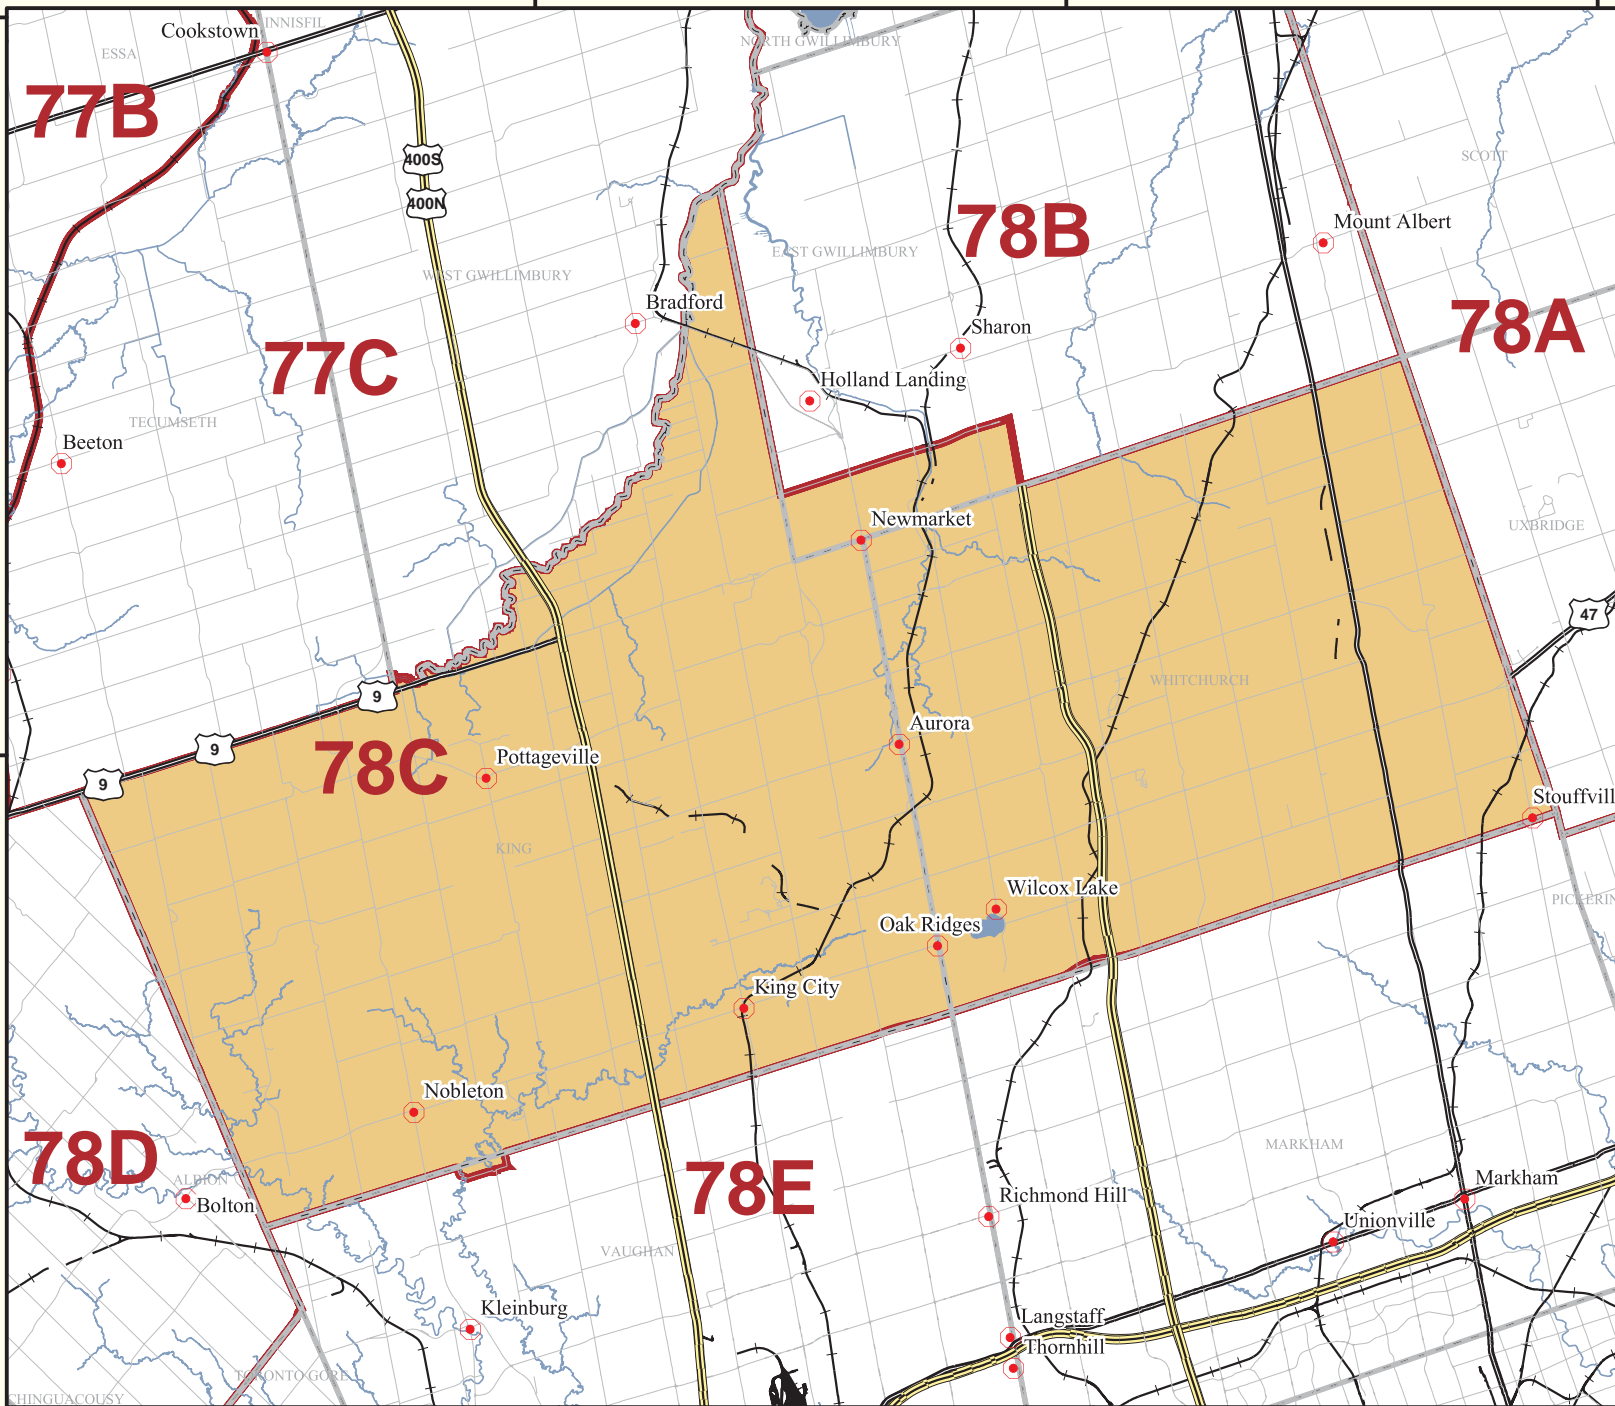 INNISFIL
Cookstown
ESSA
NORTH GWILLIMBURY
77B
400S
SCOTT
400N
78B
Mount Albert
EAST GWILLIMBURY
WEST GWILLIMBURY
Bradford
78A
Sharon
77C
Holland Landing
TECUMSETH
Beeton
Newmarket
UXBRIDGE
47
WHITCHURCH
9
Aurora
9
78C
Pottageville
9
Stouffvill
KING
Wilcox Lake
PICKERIN
Oak Ridges
King City
Nobleton
MARKHAM
78D
ALBION
78E
Markham
Bolton
Richmond Hill
Unionville
VAUGHAN
Kleinburg
Langstaff
Thornhill
TORONTO GORE
CHINGUACOUSY